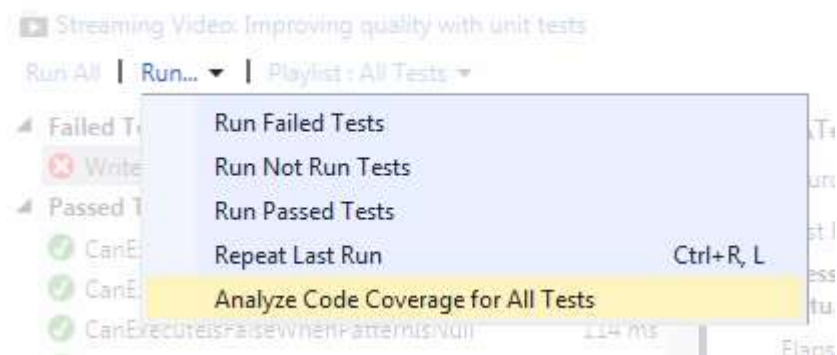 Streaming Video: Improving quality with unit tests
Run All | Run... | Playlist : All Tests
Failed
Run Failed Tests
Write
Run Not Run Tests
Passed
Run Passed Tests
Repeat Last Run Ctrl+R, L
Analyze Code Coverage for All Tests
CanExecuteIsFalseWhenPatternIsNull 114 ms